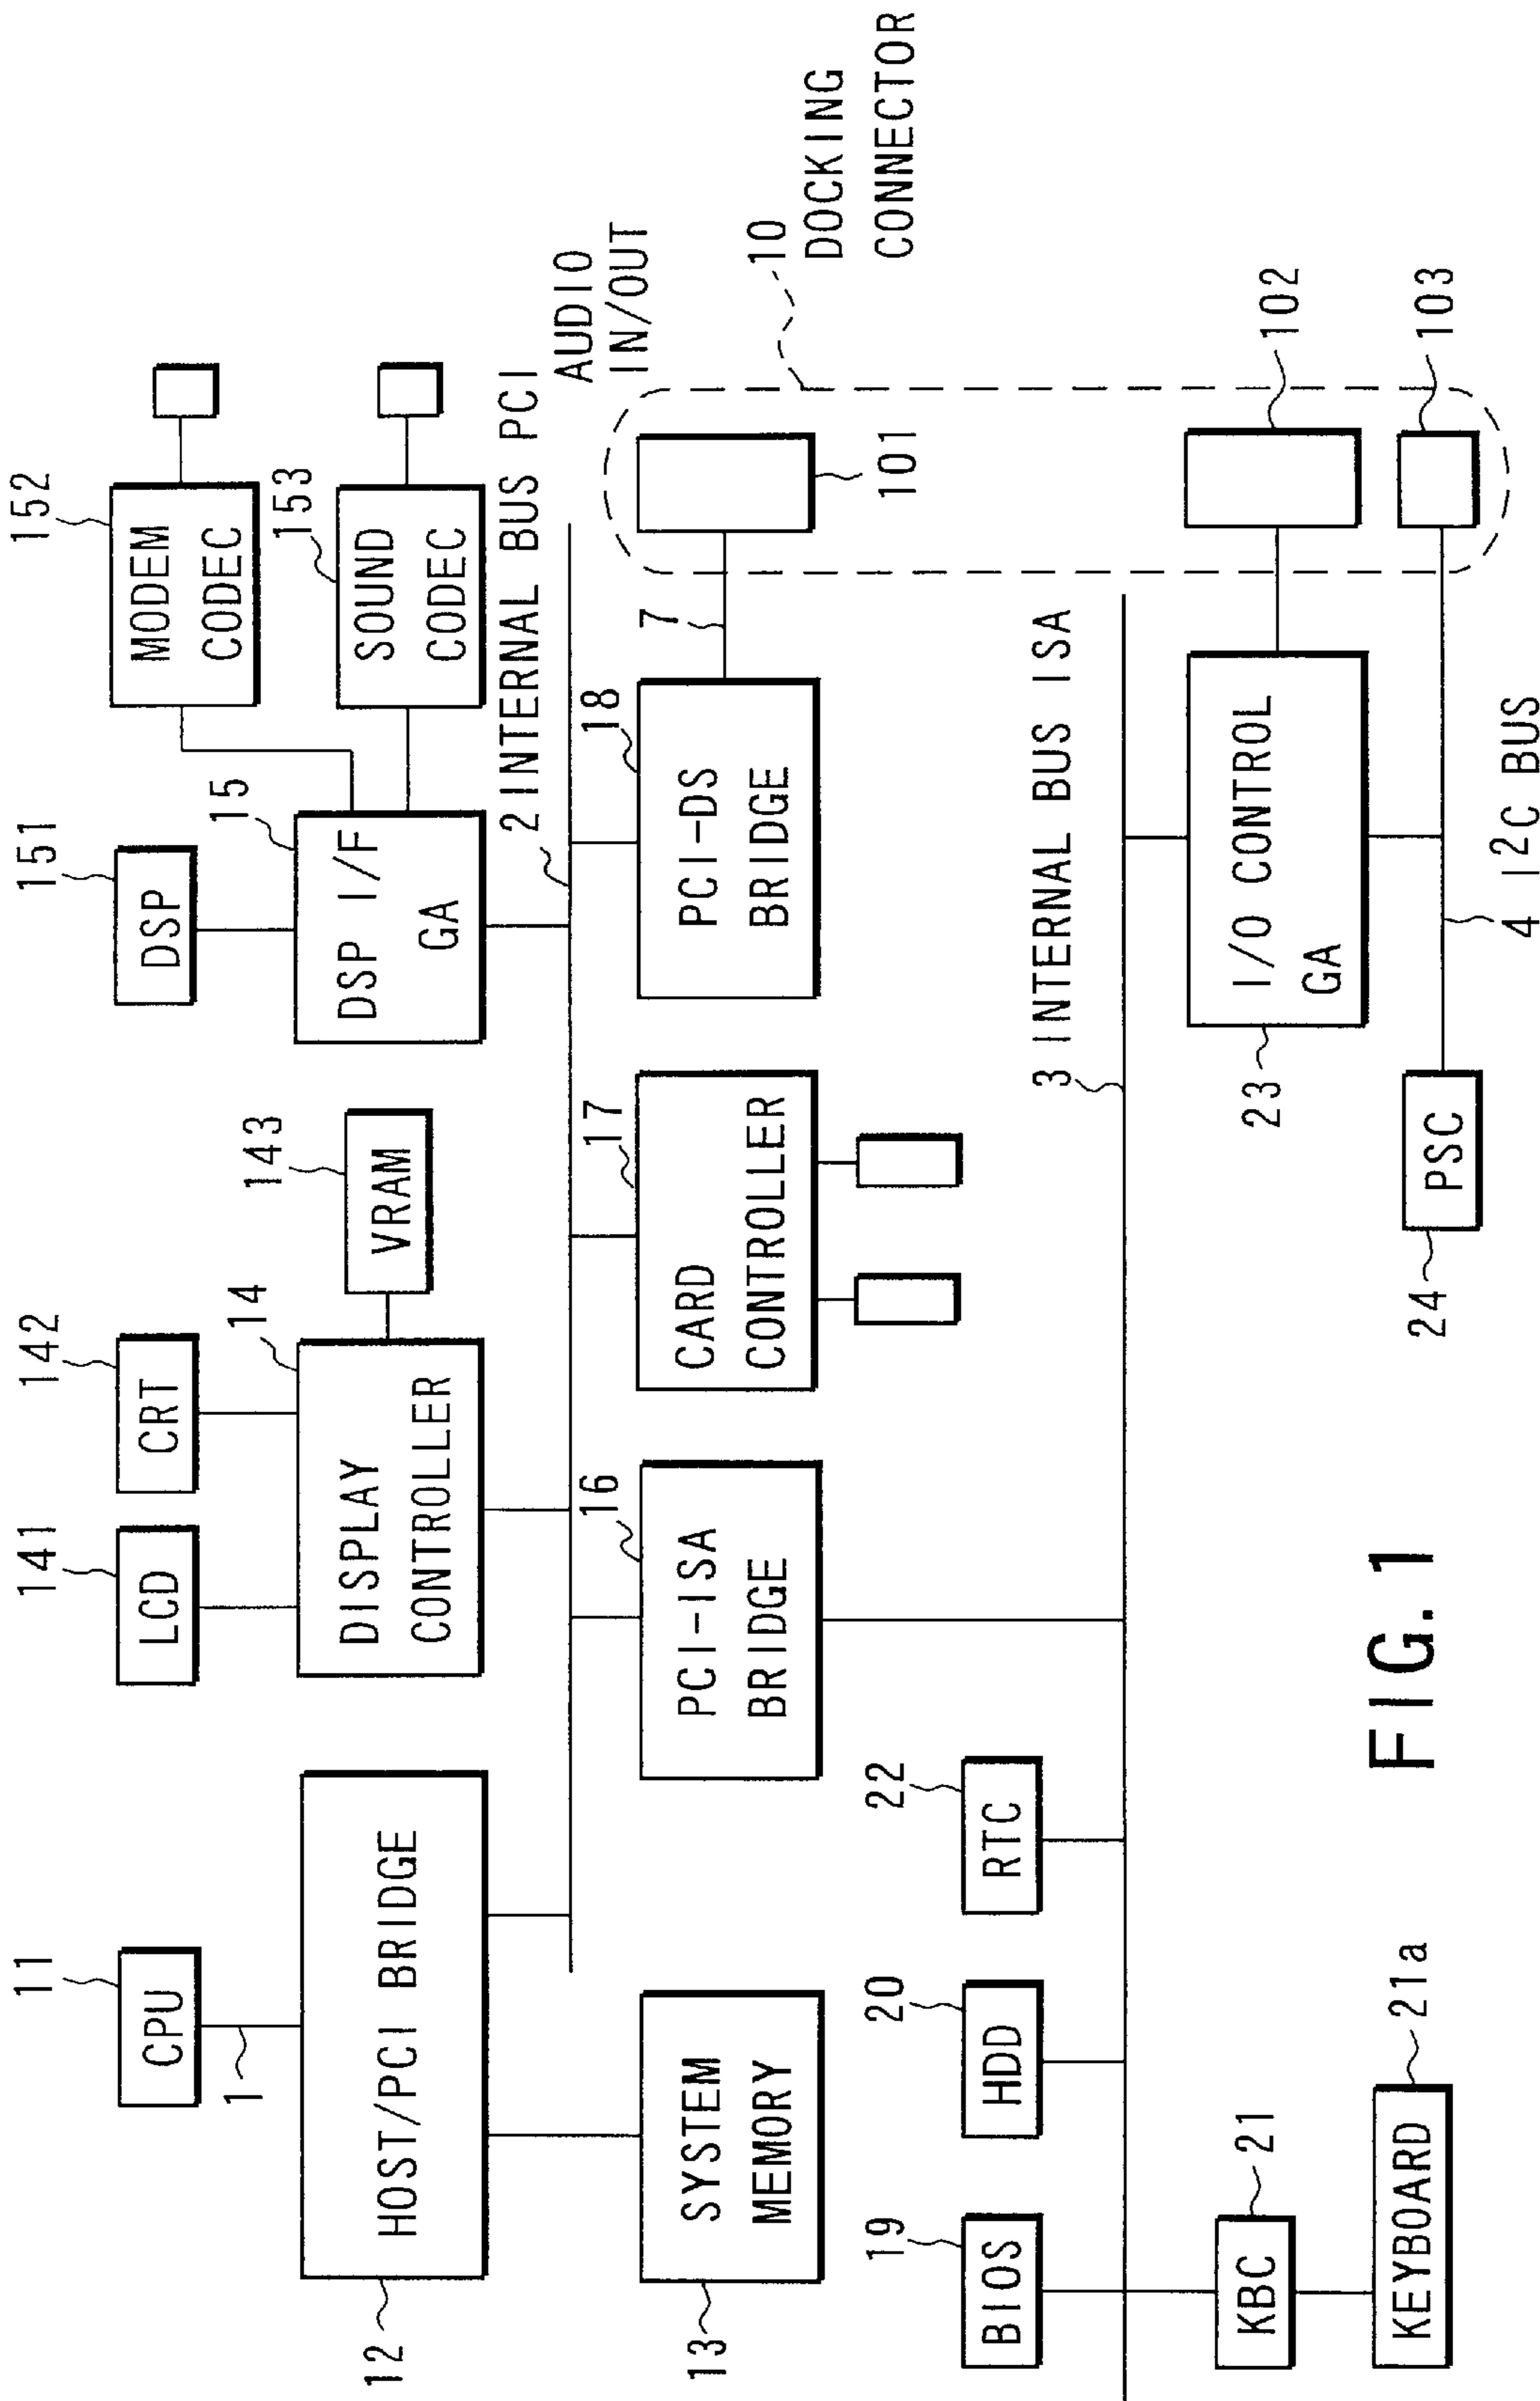 11
CPU
1
12
HOST/PCI BRIDGE
13
SYSTEM
MEMORY
141
LCD
142
CRT
14
DISPLAY
CONTROLLER
143
VRAM
151
DSP
15
DSP I/F
GA
152
MODEM
CODEC
153
SOUND
CODEC
2 INTERNAL BUS PCI
AUDIO
IN/OUT
16
PCI-ISA
BRIDGE
17
CARD
CONTROLLER
18
PCI-DS
BRIDGE
7
101
10
DOCKING
CONNECTOR
19
BIOS
20
HDD
22
RTC
3 INTERNAL BUS ISA
21
KBC
21a
KEYBOARD
23
I/O CONTROL
GA
102
24
PSC
103
4 I2C BUS
FIG. 1